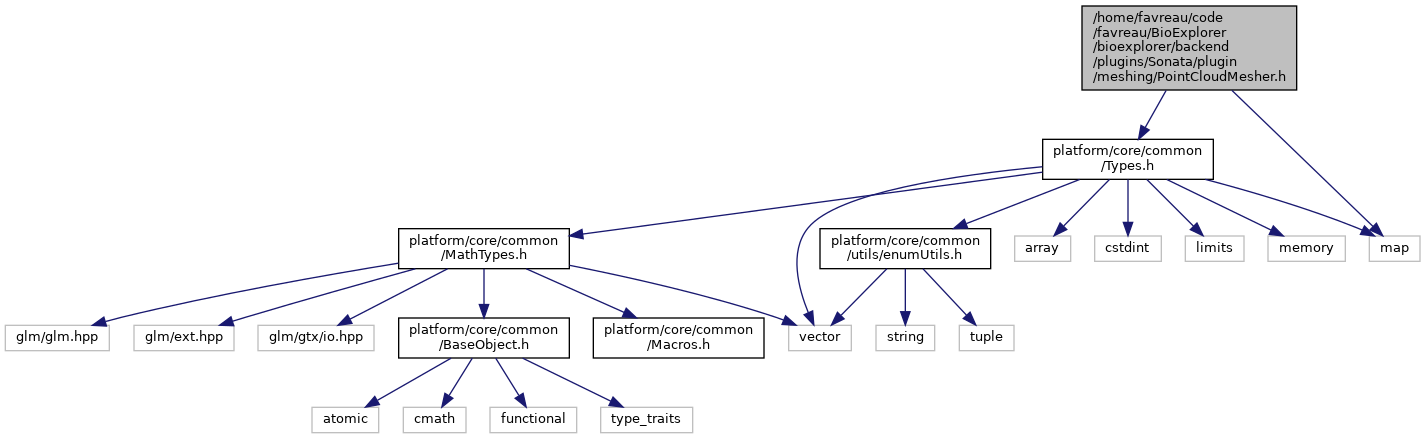 /home/favreau/code
/favreau/BioExplorer
/bioexplorer/backend
/plugins/Sonata/plugin
/meshing/PointCloudMesher.h
platform/core/common
/Types.h
platform/core/common
/MathTypes.h
platform/core/common
/utils/enumUtils.h
array
cstdint
limits
memory
map
glm/glm.hpp
glm/ext.hpp
glm/gtx/io.hpp
platform/core/common
/BaseObject.h
platform/core/common
/Macros.h
vector
string
tuple
atomic
cmath
functional
type_traits